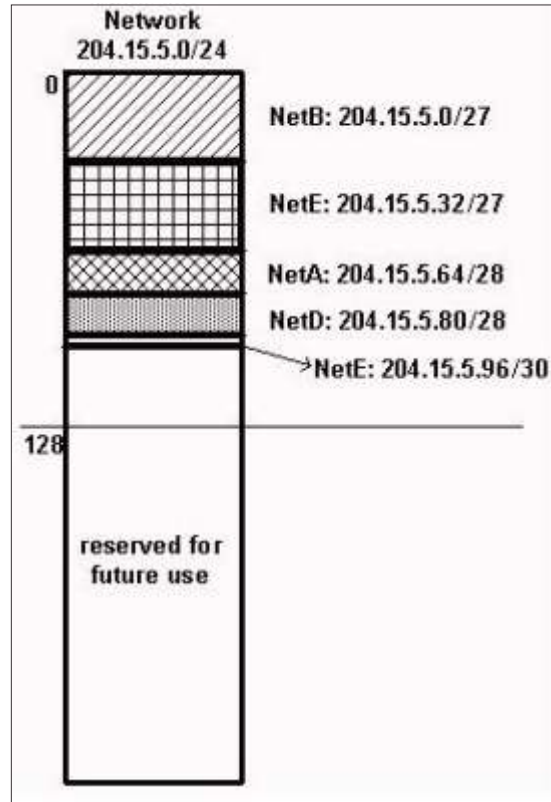 Network
204.15.5.0/24
0
NetB: 204.15.5.0/27
NetE: 204.15.5.32/27
NetA: 204.15.5.64/28
NetD: 204.15.5.80/28
NetE: 204.15.5.96/30
128
reserved for
future use